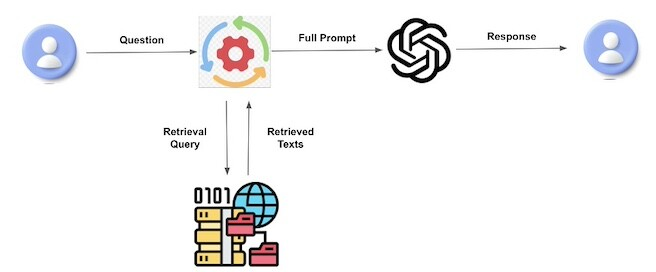 Question
Full Prompt
Response
Retrieval
Query
Retrieved
Texts
0101